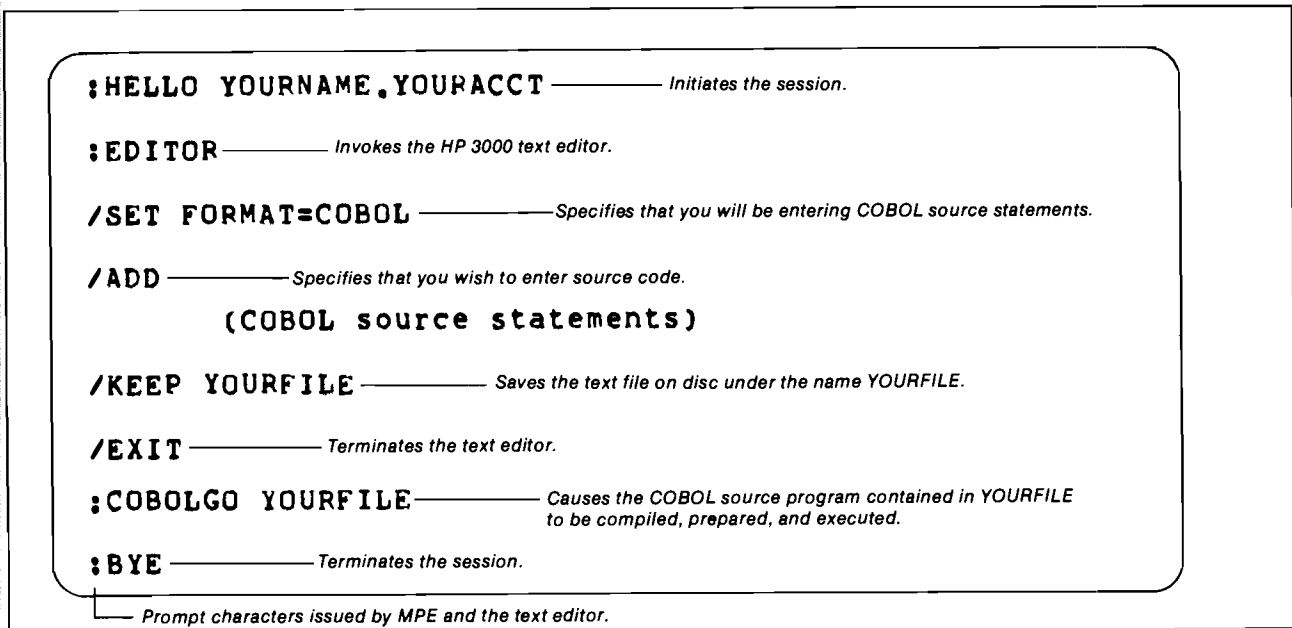 :HELLO YOURNAME.YOURACCT Initiates the session.
:EDITOR Invokes the HP 3000 text editor.
/SET FORMAT=COBOL Specifies that you will be entering COBOL source statements.
/ADD Specifies that you wish to enter source code.
(COBOL source statements)
/KEEP YOURFILE Saves the text file on disc under the name YOURFILE.
/EXIT Terminates the text editor.
:COBOLGO YOURFILE Causes the COBOL source program contained in YOURFILE
to be compiled, prepared, and executed.
:BYE Terminates the session.
Prompt characters issued by MPE and the text editor.